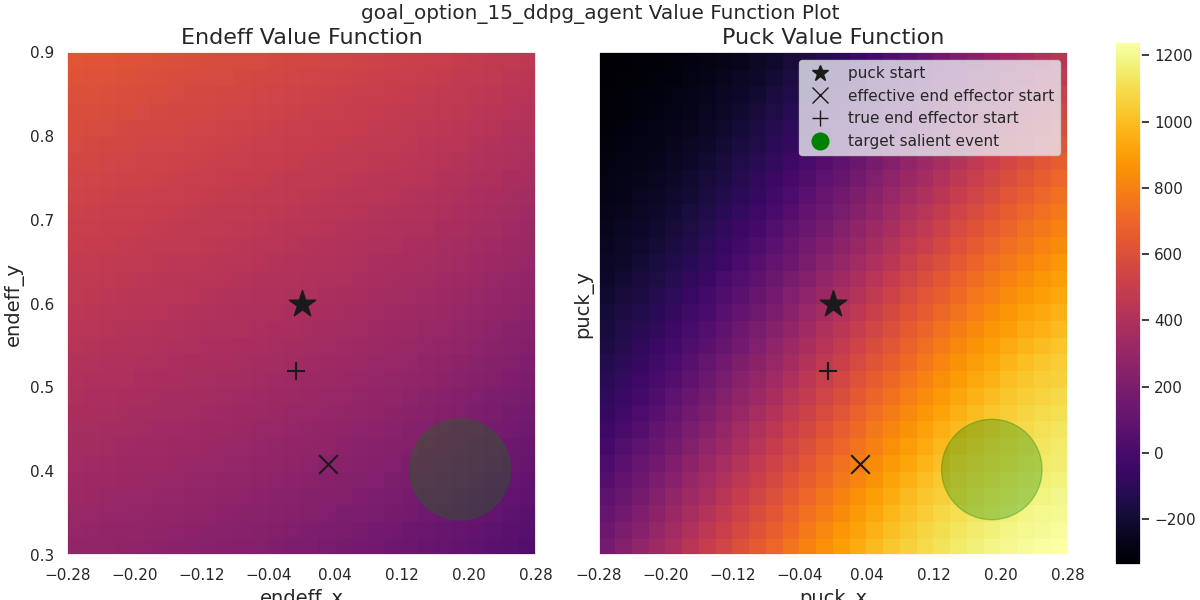 goal_option_15_ddpg_agent Value Function Plot
Endeff Value Function
Puck Value Function
puck start
effective end effector start
true end effector start
target salient event
0.9
0.8
0.7
0.6
0.5
0.4
0.3
endeff_y
−0.28 −0.20 −0.12 −0.04 0.04 0.12 0.20 0.28
endeff_x
puck_y
−0.28 −0.20 −0.12 −0.04 0.04 0.12 0.20 0.28
puck_x
1200
1000
800
600
400
200
0
−200